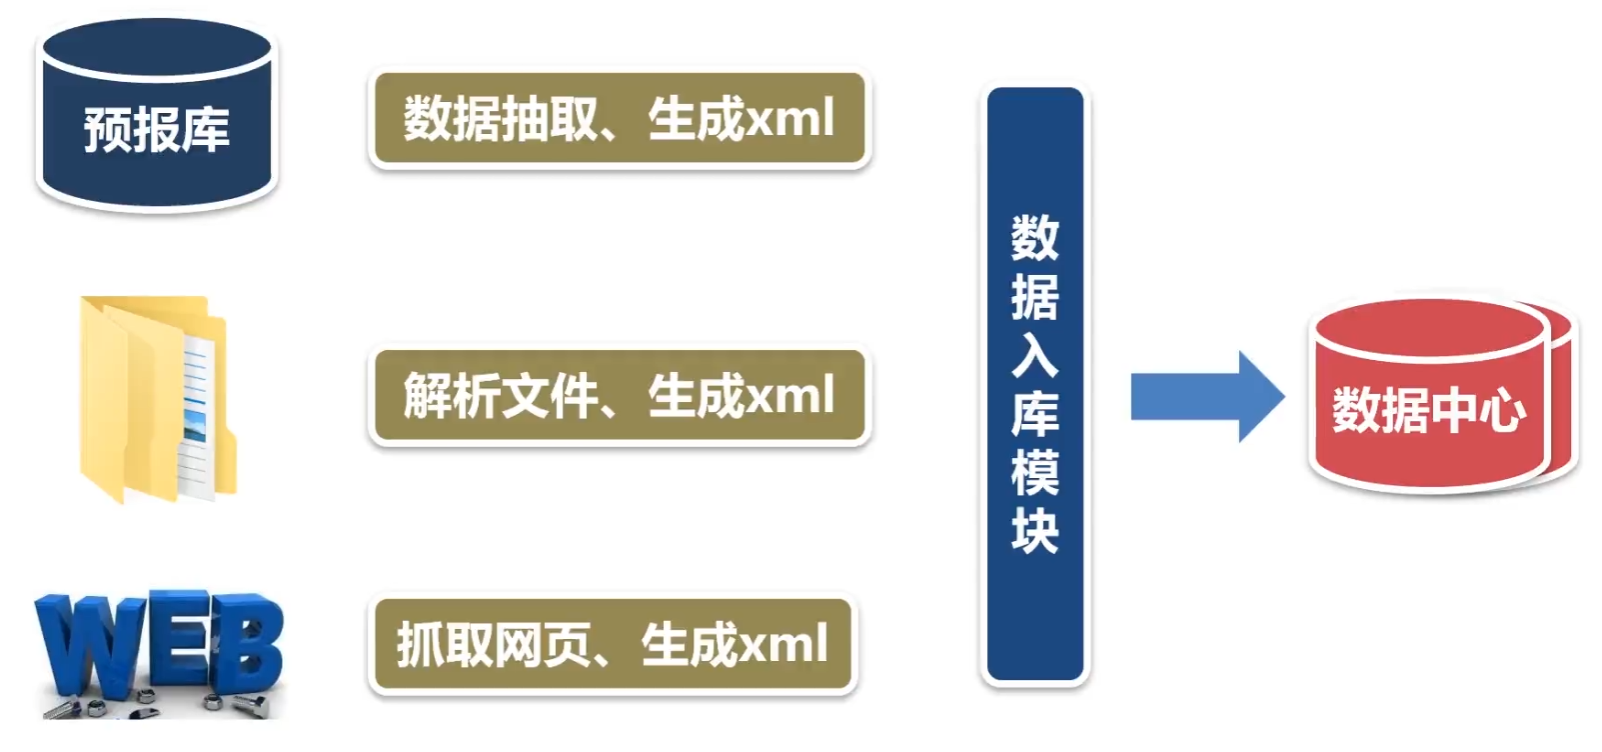 预报库
数据抽取、生成xml
解析文件、生成xml
WEB
抓取网页、生成xml
数据入库模块
数据中心